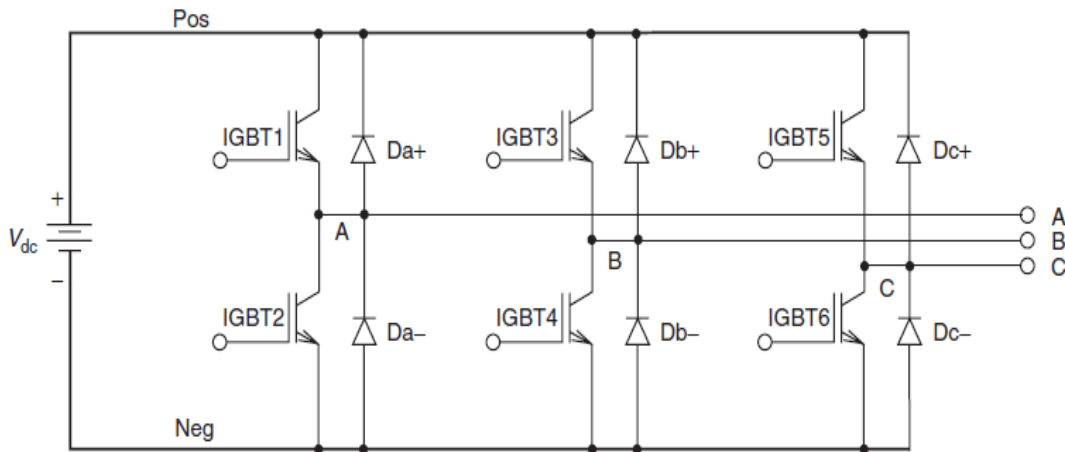 Pos
IGBT1
Da+
IGBT3
Db+
IGBT5
Dc+
+
Vdc
−
A
B
C
A
B
C
IGBT2
Da−
IGBT4
Db−
IGBT6
Dc−
Neg